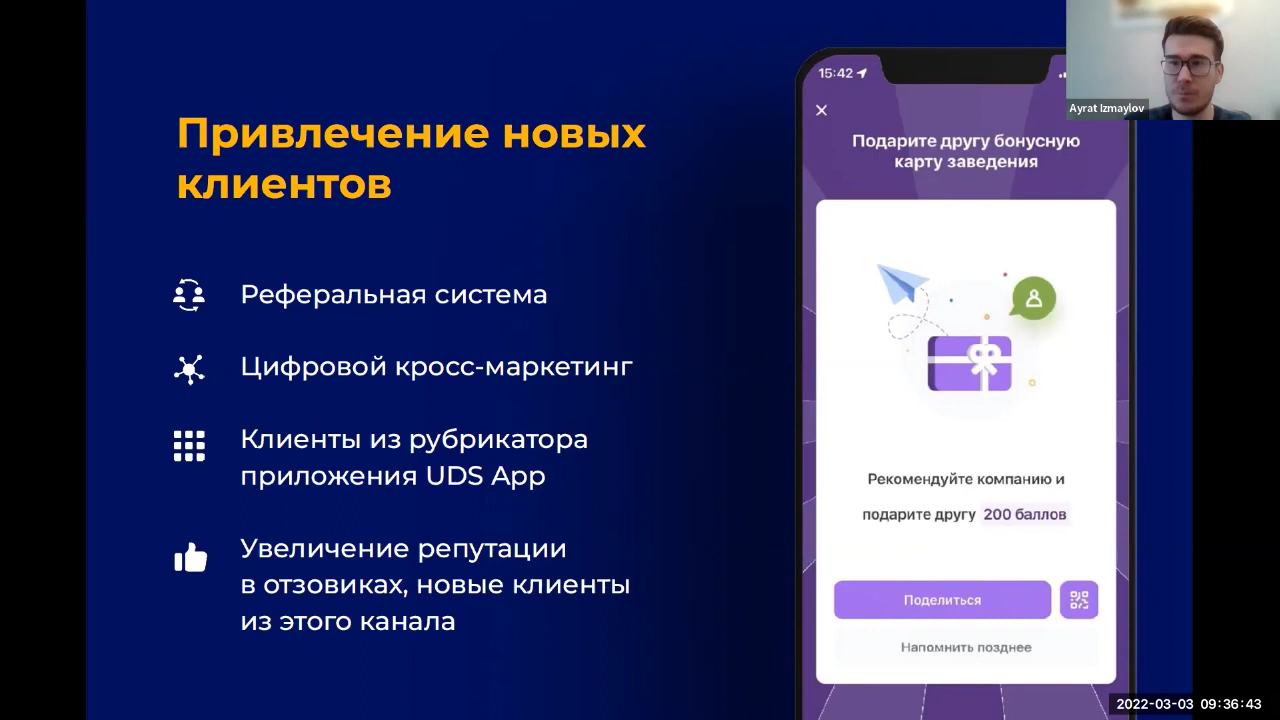 Привлечение новых
клиентов
Реферальная система
Цифровой кросс-маркетинг
Клиенты из рубрикатора
приложения UDS App
Увеличение репутации
в отзовиках, новые клиенты
из этого канала
15:42
Подарите другу бонусную
карту заведения
Рекомендуйте компанию и
подарите другу 200 баллов
Поделиться
Напомнить позднее
Ayrat Izmaylov
2022-03-03 09:36:43